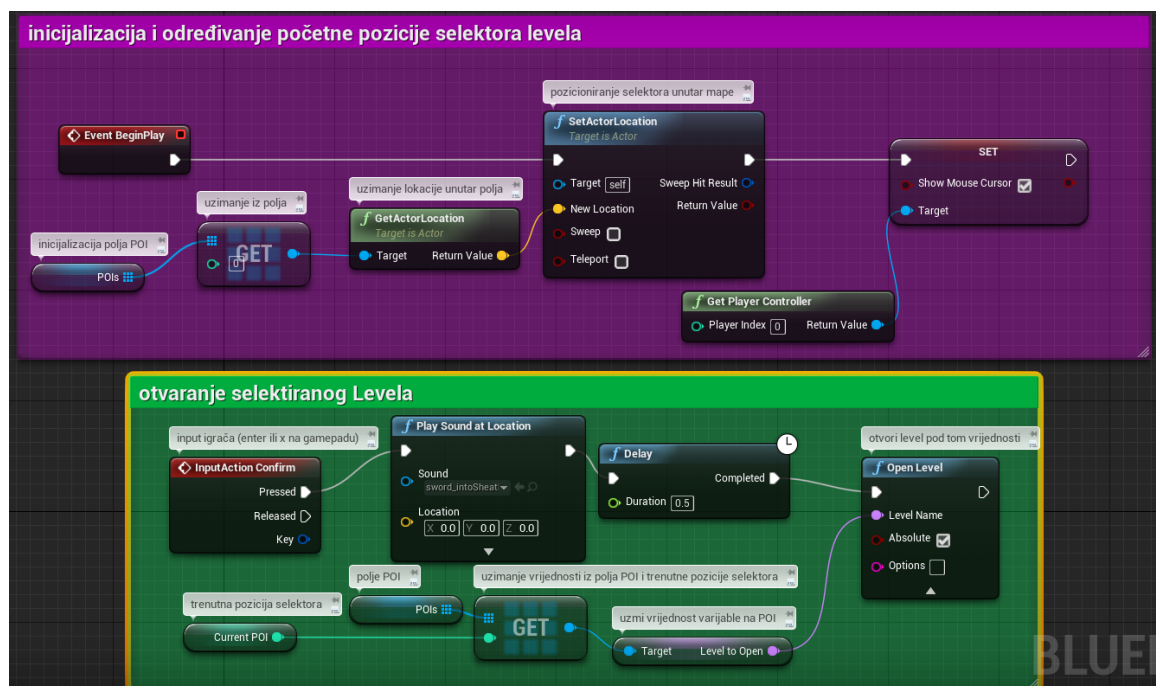 inicijalizacija i određivanje početne pozicije selektora levela
pozicioniranje selektora unutar mape
SetActorLocation
Target is Actor
Event BeginPlay
SET
Target self
Sweep Hit Result
Show Mouse Cursor
uzimanje lokacije unutar polja
uzimanje iz polja
New Location
Return Value
GetActorLocation
Target is Actor
Target
Sweep
inicijalizacija polja POI
GET
0
Target
Return Value
Teleport
POIs
Get Player Controller
Player Index 0
Return Value
otvaranje selektiranog Levela
input igrača (enter ili x na gamepadu)
Play Sound at Location
otvori level pod tom vrijednosti
InputAction Confirm
Delay
Open Level
Pressed
Sound
sword_intoSheat
Completed
Released
Duration 0.5
Level Name
Key
Location
X 0.0 Y 0.0 Z 0.0
Absolute
Options
polje POI
uzimanje vrijednosti iz polja POI i trenutne pozicije selektora
trenutna pozicija selektora
POIs
GET
uzmi vrijednost varijable na POI
Current POI
Target
Level to Open
BLUE